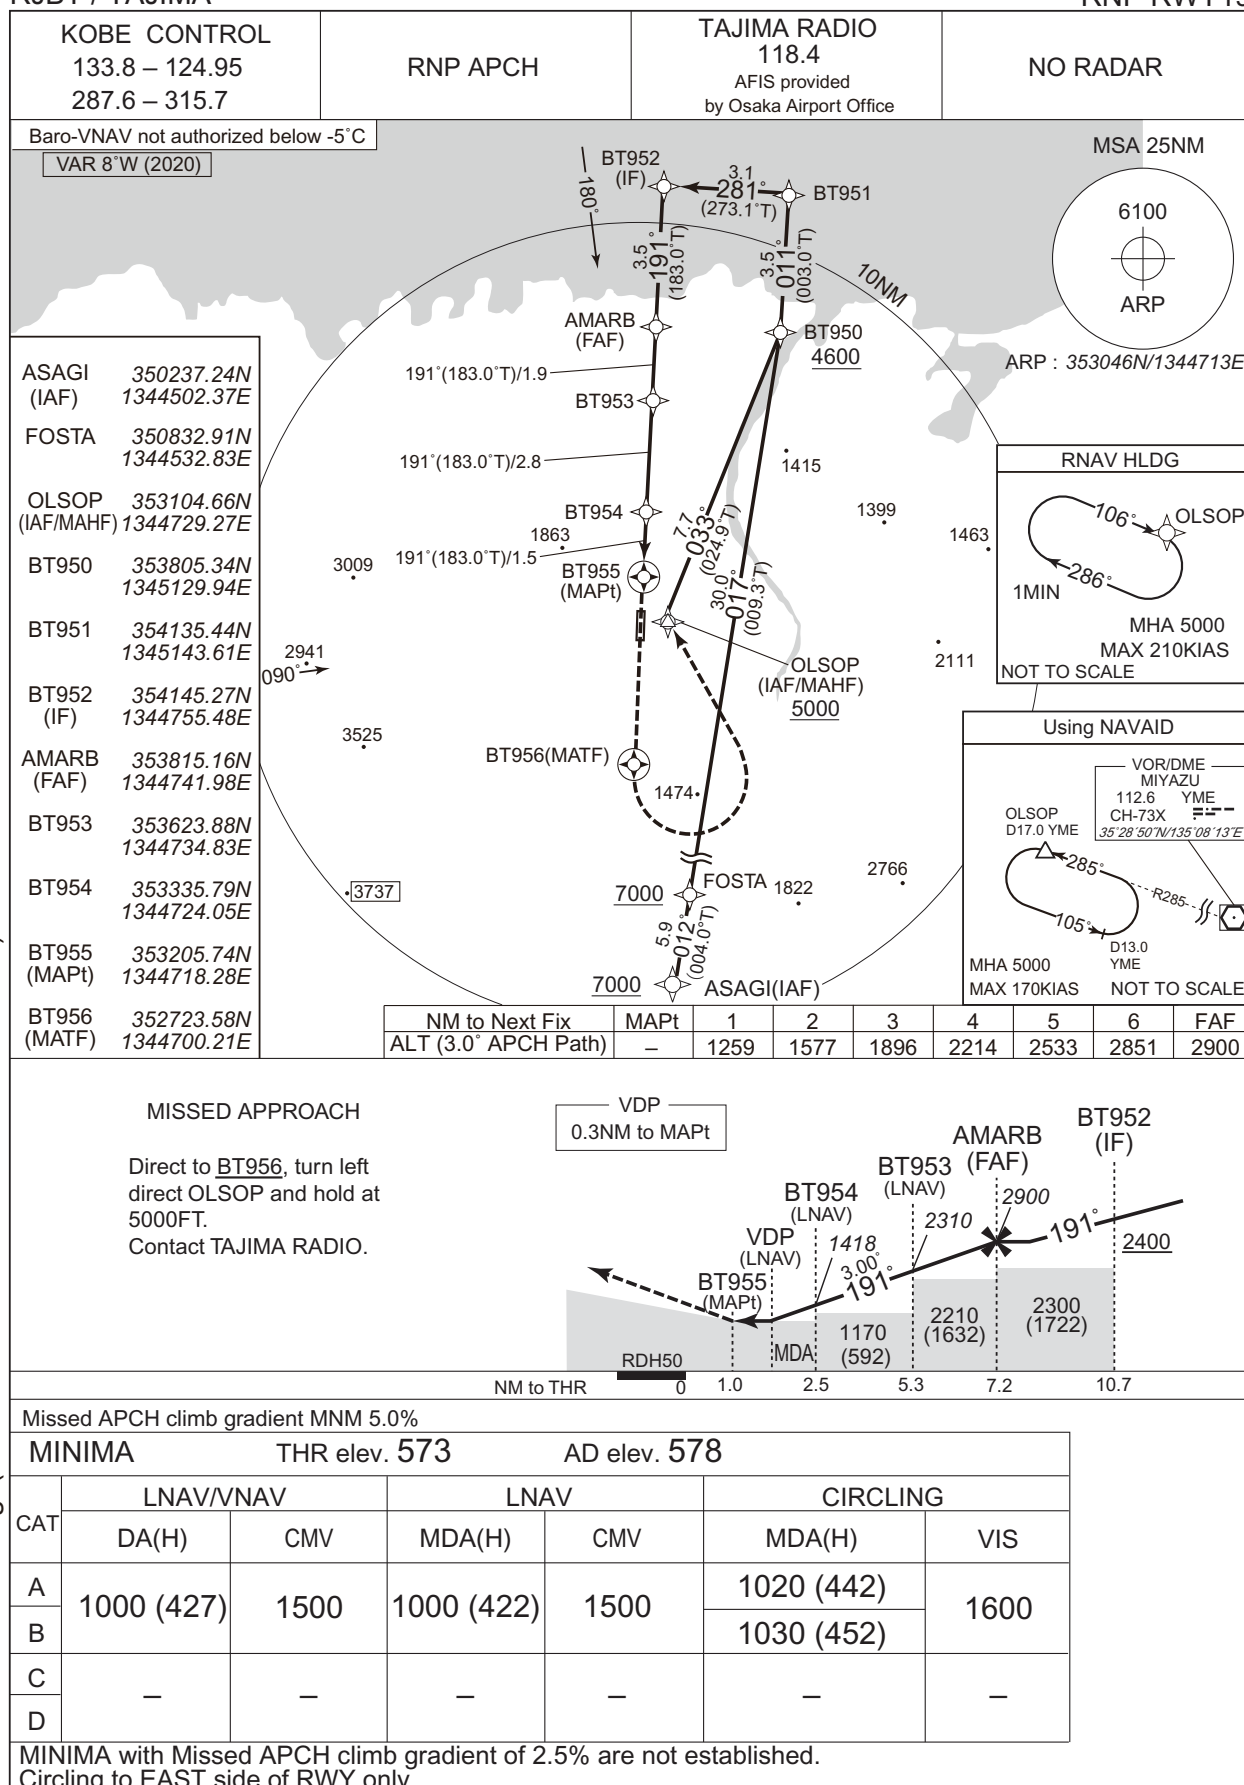 KOBE CONTROL
133.8 – 124.95
287.6 – 315.7
RNP APCH
TAJIMA RADIO
118.4
AFIS provided
by Osaka Airport Office
NO RADAR
Baro-VNAV not authorized below -5˚C
VAR 8˚W (2020)
MSA 25NM
6100
ARP
ARP : 353046N/1344713E
180˚
BT952
(IF)
3.1
281˚
(273.1˚T)
BT951
3.5
191˚
(183.0˚T)
3.5
011˚
(003.0˚T)
10NM
AMARB
(FAF)
BT950
4600
191˚(183.0˚T)/1.9
BT953
191˚(183.0˚T)/2.8
1415
BT954
1399
1863
1463
191˚(183.0˚T)/1.5
3009
BT955
(MAPt)
7.7
033˚
(024.9˚T)
30.0
017˚
(009.3˚T)
2941
090˚
2111
OLSOP
(IAF/MAHF)
5000
3525
BT956(MATF)
1474
2766
3737
7000
FOSTA
1822
5.9
012˚
(004.0˚T)
7000
ASAGI(IAF)
ASAGI
(IAF)
350237.24N
1344502.37E
FOSTA
350832.91N
1344532.83E
OLSOP
(IAF/MAHF)
353104.66N
1344729.27E
BT950
353805.34N
1345129.94E
BT951
354135.44N
1345143.61E
BT952
(IF)
354145.27N
1344755.48E
AMARB
(FAF)
353815.16N
1344741.98E
BT953
353623.88N
1344734.83E
BT954
353335.79N
1344724.05E
BT955
(MAPt)
353205.74N
1344718.28E
BT956
(MATF)
352723.58N
1344700.21E
RNAV HLDG
106˚
OLSOP
286˚
1MIN
MHA 5000
MAX 210KIAS
NOT TO SCALE
Using NAVAID
VOR/DME
MIYAZU
112.6 YME
CH-73X
35˚28´50˝N/135˚08´13˝E
OLSOP
D17.0 YME
285˚
R285
105˚
D13.0
YME
MHA 5000
MAX 170KIAS
NOT TO SCALE
NM to Next Fix MAPt 1 2 3 4 5 6 FAF
ALT (3.0˚ APCH Path) – 1259 1577 1896 2214 2533 2851 2900
MISSED APPROACH
Direct to BT956, turn left
direct OLSOP and hold at
5000FT.
Contact TAJIMA RADIO.
VDP
0.3NM to MAPt
BT952
(IF)
AMARB
(FAF)
BT953
(LNAV)
BT954
(LNAV)
VDP
(LNAV)
BT955
(MAPt)
2900
2310
1418
3.00˚
191˚
191˚
2400
2300
(1722)
2210
(1632)
1170
(592)
MDA
RDH50
NM to THR 0 1.0 2.5 5.3 7.2 10.7
Missed APCH climb gradient MNM 5.0%
MINIMA THR elev. 573 AD elev. 578
CAT LNAV/VNAV LNAV CIRCLING
DA(H) CMV MDA(H) CMV MDA(H) VIS
A 1000 (427) 1500 1000 (422) 1500 1020 (442) 1600
B 1030 (452)
C – – – – – –
D
MINIMA with Missed APCH climb gradient of 2.5% are not established.
Circling to EAST side of RWY only